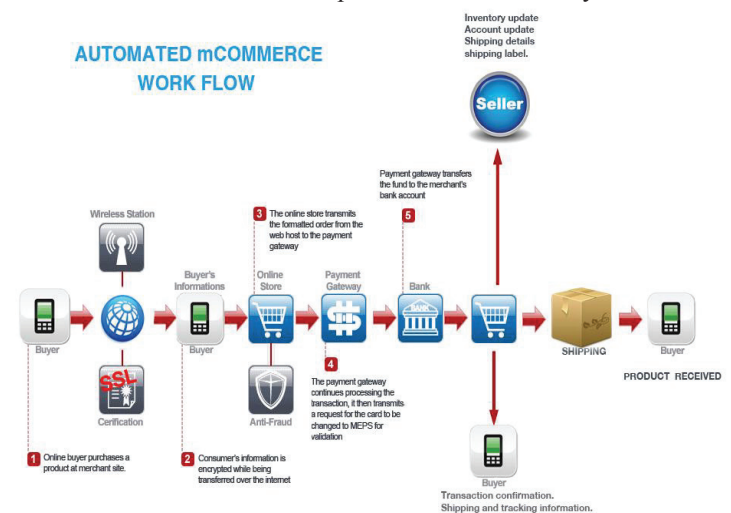 Inventory update
Account update
Shipping details
shipping label.
AUTOMATED mCOMMERCE
WORK FLOW
Seller
Payment gateway transfers
the fund to the merchant's
bank account
5
3
The online store transmits
the formatted order from the
web host to the payment
gateway
Wireless Station
Buyer's
Informations
Online
Store
Payment
Gateway
Bank
BANK
Buyer
Buyer
SHIPPING
Buyer
PRODUCT RECEIVED
SSL
Cerification
Anti-Fraud
4
The payment gateway
continues processing the
transaction, it then transmits
a request for the card to be
changed to MEPS for
validation
1
Online buyer purchases a
product at merchant site.
2
Consumer's information is
encrypted while being
transferred over the internet
Buyer
Transaction confirmation.
Shipping and tracking information.